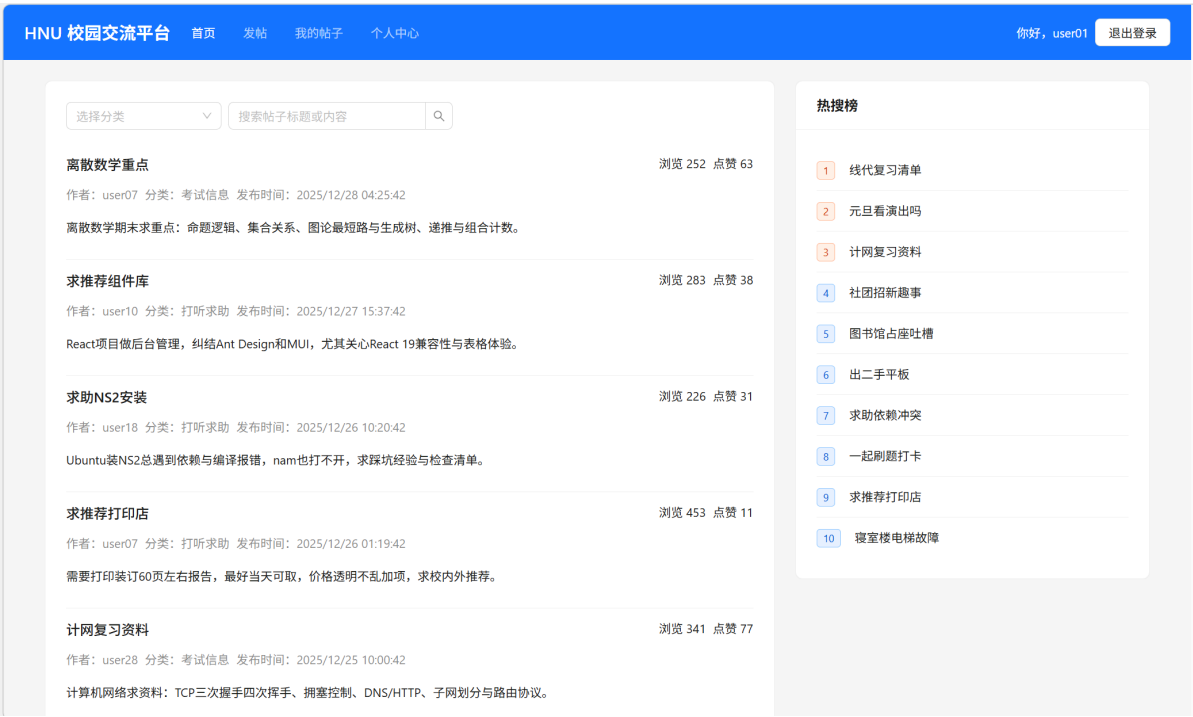 HNU 校园交流平台 首页 发帖 我的帖子 个人中心 你好，user01 退出登录
选择分类 搜索帖子标题或内容
离散数学重点 浏览 252 点赞 63
作者：user07 分类：考试信息 发布时间：2025/12/28 04:25:42
离散数学期末求重点：命题逻辑、集合关系、图论最短路与生成树、递推与组合计数。
求推荐组件库 浏览 283 点赞 38
作者：user10 分类：打听求助 发布时间：2025/12/27 15:37:42
React项目做后台管理，纠结Ant Design和MUI，尤其关心React 19兼容性与表格体验。
求助NS2安装 浏览 226 点赞 31
作者：user18 分类：打听求助 发布时间：2025/12/26 10:20:42
Ubuntu装NS2总遇到依赖与编译报错，nam也打不开，求踩坑经验与检查清单。
求推荐打印店 浏览 453 点赞 11
作者：user07 分类：打听求助 发布时间：2025/12/26 01:19:42
需要打印装订60页左右报告，最好当天可取，价格透明不乱加项，求校内外推荐。
计网复习资料 浏览 341 点赞 77
作者：user28 分类：考试信息 发布时间：2025/12/25 10:00:42
计算机网络求资料：TCP三次握手四次挥手、拥塞控制、DNS/HTTP、子网划分与路由协议。
热搜榜
1 线代复习清单
2 元旦看演出吗
3 计网复习资料
4 社团招新趣事
5 图书馆占座吐槽
6 出二手平板
7 求助依赖冲突
8 一起刷题打卡
9 求推荐打印店
10 寝室楼电梯故障